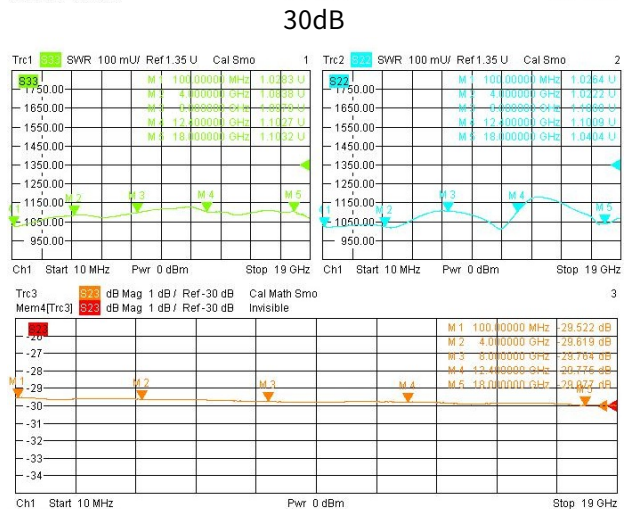 30dB
Trc1 S33 SWR 100 mU/ Ref 1.35 U Cal Smo 1
S33
M 1 100.00000 MHz 1.0283 U
1750.00
M 2 4.000000 GHz 1.0838 U
1650.00
M 4 12.400000 GHz 1.1027 U
1550.00
M 5 18.000000 GHz 1.1032 U
1450.00
1350.00
1250.00
1150.00
M 2 M 3 M 4 M 5
1050.00
950.00
Ch1 Start 10 MHz Pwr 0 dBm Stop 19 GHz
Trc2 S22 SWR 100 mU/ Ref 1.35 U Cal Smo 2
S22
M 1 100.00000 MHz 1.0264 U
1750.00
M 2 4.000000 GHz 1.0222 U
1650.00
M 4 12.400000 GHz 1.1009 U
1550.00
M 5 18.000000 GHz 1.0404 U
1450.00
1350.00
1250.00
1150.00
M 2 M 3 M 4 M 5
1050.00
950.00
Ch1 Start 10 MHz Pwr 0 dBm Stop 19 GHz
Trc3 S23 dB Mag 1 dB/ Ref -30 dB Cal Math Smo 3
Mem4[Trc3] S23 dB Mag 1 dB/ Ref -30 dB Invisible
S23
M 1 100.00000 MHz -29.522 dB
-26
M 2 4.000000 GHz -29.619 dB
-27
M 3 8.000000 GHz -29.764 dB
-28
M 4 12.400000 GHz -29.775 dB
M 5 18.000000 GHz -29.977 dB
-29
M 1 M 2 M 3 M 4 M 5
-30
-31
-32
-33
-34
Ch1 Start 10 MHz Pwr 0 dBm Stop 19 GHz